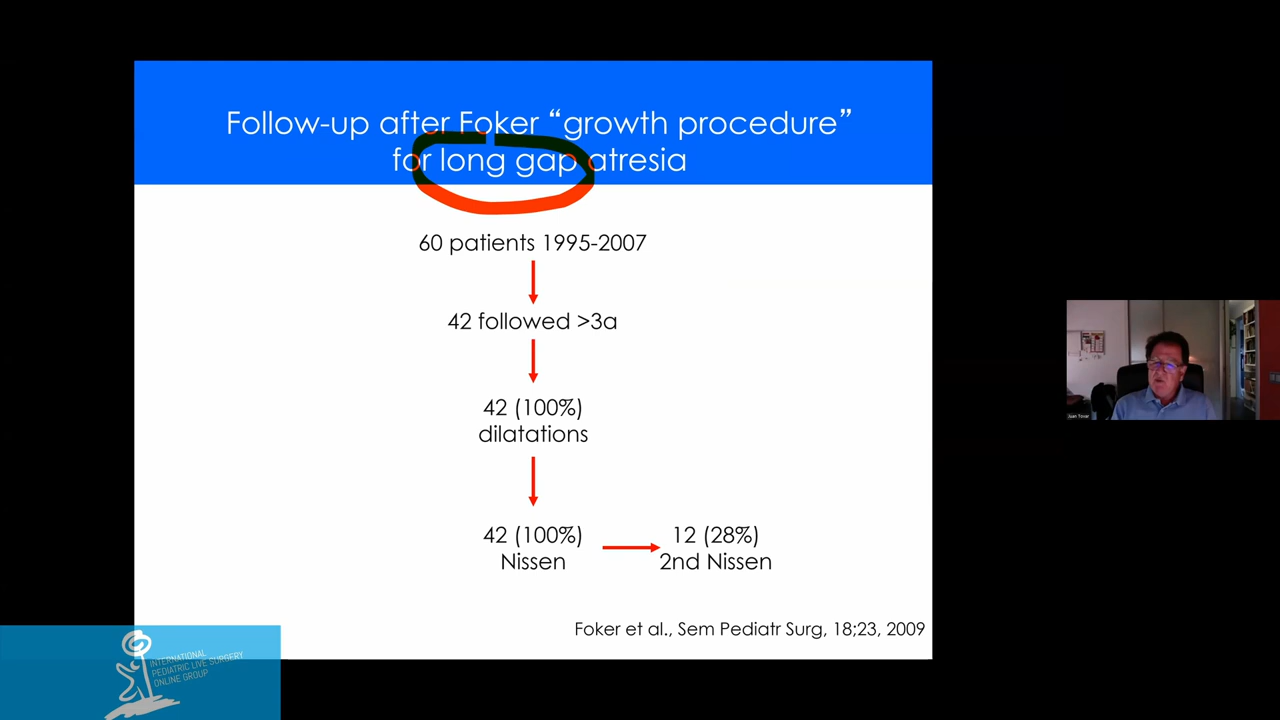 Follow-up after Foker “growth procedure”
for long gap atresia
60 patients 1995-2007
42 followed >3a
42 (100%)
dilatations
42 (100%)
Nissen
12 (28%)
2nd Nissen
Foker et al., Sem Pediatr Surg, 18;23, 2009
INTERNATIONAL
PEDIATRIC LIVE SURGERY
ONLINE GROUP
Juan Tovar